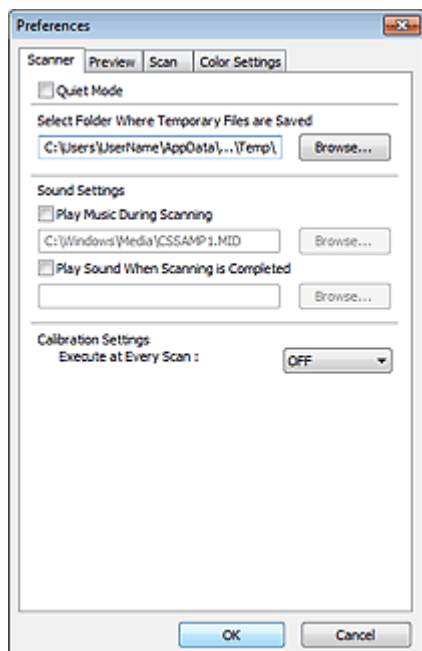 Preferences
Scanner Preview Scan Color Settings
Quiet Mode
Select Folder Where Temporary Files are Saved
C:\Users\UserName\AppData\...\Temp\ Browse...
Sound Settings
Play Music During Scanning
C:\Windows\Media\CSSAMP1.MID Browse...
Play Sound When Scanning is Completed
Browse...
Calibration Settings
Execute at Every Scan : OFF
OK Cancel